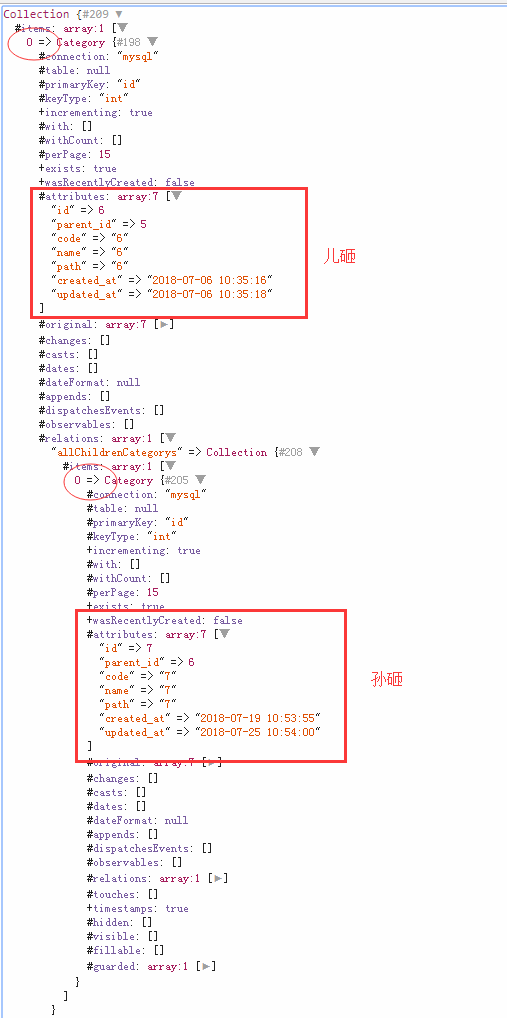 Collection {#209 ▼
#items: array:1 [▼
0 => Category {#198 ▼
#connection: "mysql"
#table: null
#primaryKey: "id"
#keyType: "int"
+incrementing: true
#with: []
#withCount: []
#perPage: 15
+exists: true
+wasRecentlyCreated: false
#attributes: array:7 [▼
"id" => 6
"parent_id" => 5
"code" => "6"
"name" => "6"
"path" => "6"
"created_at" => "2018-07-06 10:35:16"
"updated_at" => "2018-07-06 10:35:18"
]
儿砸
#original: array:7 [▶]
#changes: []
#casts: []
#dates: []
#dateFormat: null
#appends: []
#dispatchesEvents: []
#observables: []
#relations: array:1 [▼
"allChildrenCategorys" => Collection {#208 ▼
#items: array:1 [▼
0 => Category {#205 ▼
#connection: "mysql"
#table: null
#primaryKey: "id"
#keyType: "int"
+incrementing: true
#with: []
#withCount: []
#perPage: 15
+exists: true
+wasRecentlyCreated: false
#attributes: array:7 [▼
"id" => 7
"parent_id" => 6
"code" => "7"
"name" => "7"
"path" => "7"
"created_at" => "2018-07-19 10:53:55"
"updated_at" => "2018-07-25 10:54:00"
]
孙砸
#original: array:7 [▶]
#changes: []
#casts: []
#dates: []
#dateFormat: null
#appends: []
#dispatchesEvents: []
#observables: []
#relations: array:1 [▶]
#touches: []
+timestamps: true
#hidden: []
#visible: []
#fillable: []
#guarded: array:1 [▶]
}
]
}